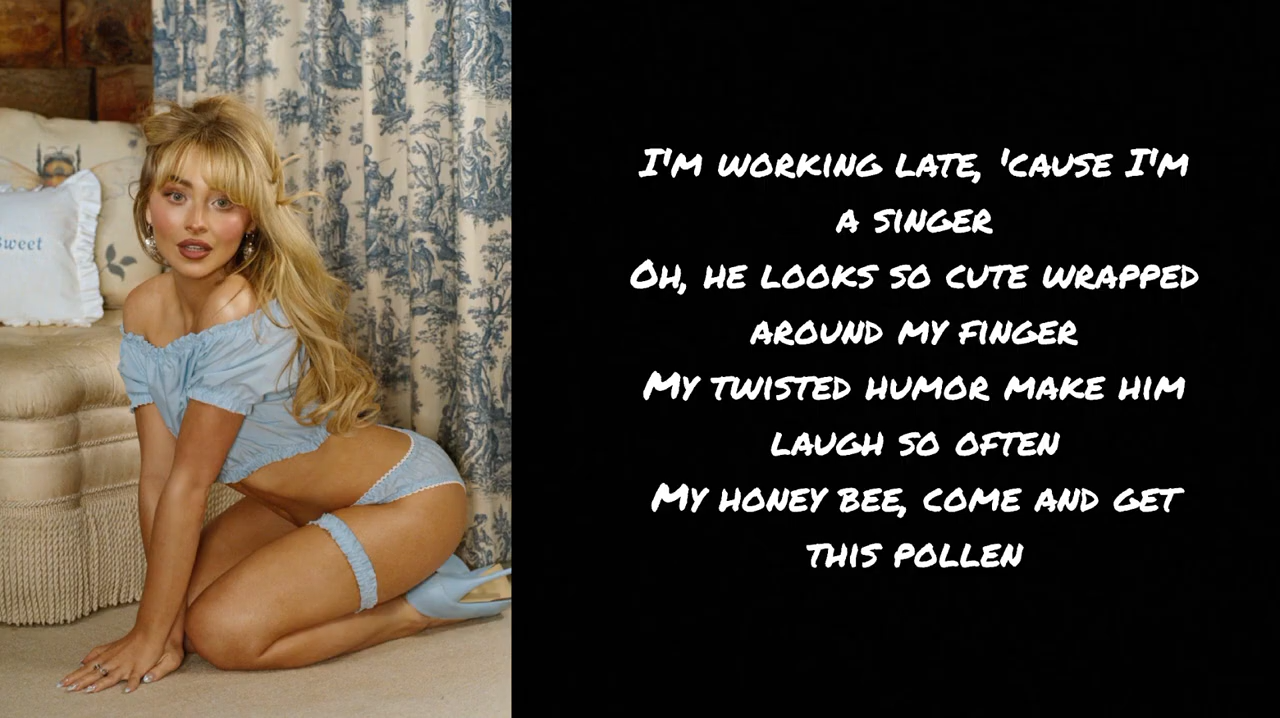 Sweet
I'm working late, 'cause I'm
a singer
Oh, he looks so cute wrapped
around my finger
My twisted humor make him
laugh so often
My honey bee, come and get
this pollen